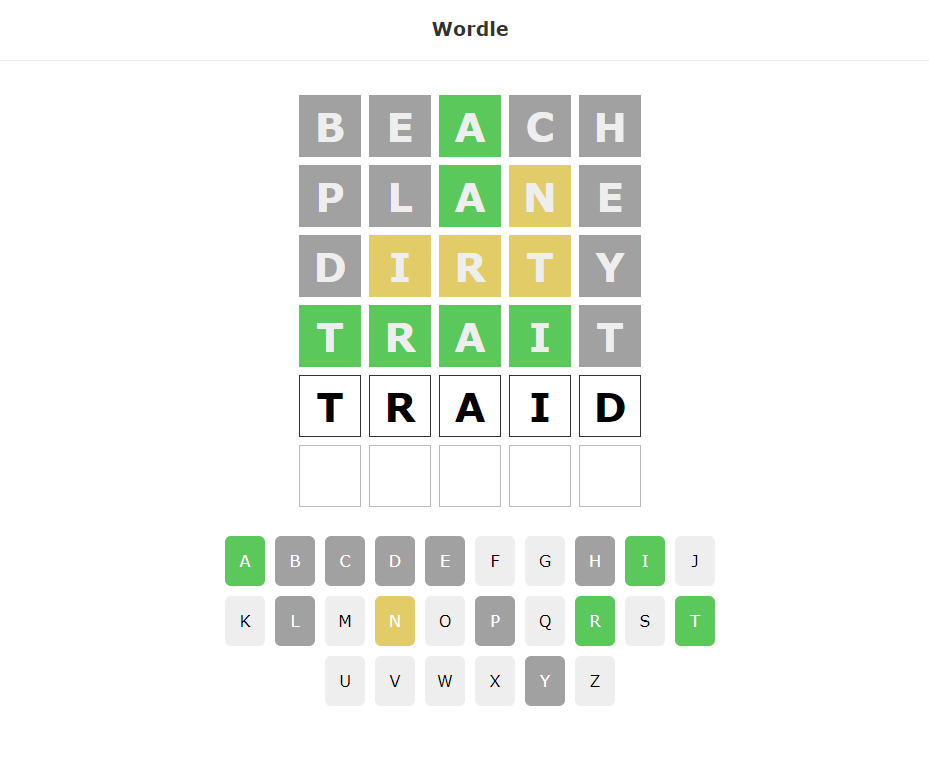 Wordle
B E A C H
P L A N E
D I R T Y
T R A I T
T R A I D
A B C D E F G H I J
K L M N O P Q R S T
U V W X Y Z